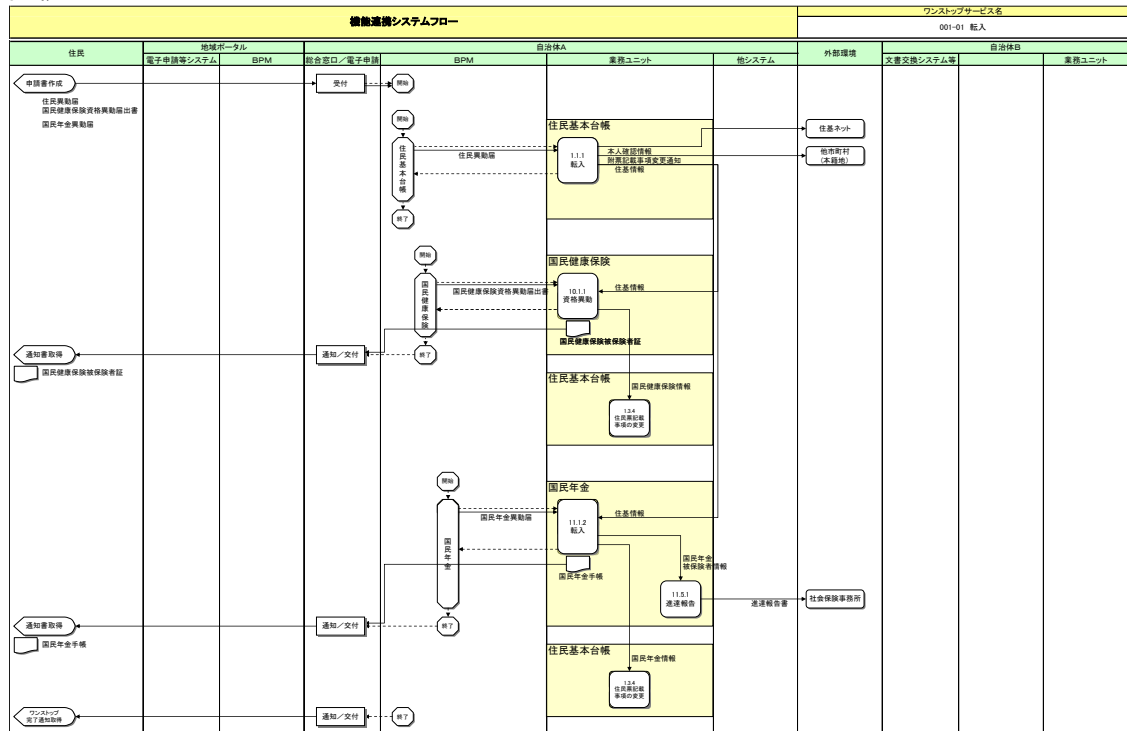 機能連携システムフロー
ワンストップサービス名
001-01 転入
住民
地域ポータル
自治体A
外部環境
自治体B
電子申請等システム
BPM
総合窓口／電子申請
BPM
業務ユニット
他システム
文書交換システム等
業務ユニット
申請書作成
受付
開始
住民異動届
国民健康保険資格異動届出書
国民年金異動届
開始
住民基本台帳
住民基本台帳
住民異動届
1.1.1
転入
本人確認情報
附票記載事項変更通知
住基情報
住基ネット
他市町村
(本籍地)
終了
開始
国民健康保険
国民健康保険
国民健康保険資格異動届出書
10.1.1
資格異動
住基情報
国民健康保険被保険者証
通知書取得
通知／交付
終了
国民健康保険被保険者証
住民基本台帳
国民健康保険情報
1.3.4
住民票記載
事項の変更
開始
国民年金
国民年金
国民年金異動届
11.1.2
転入
住基情報
国民年金
被保険者情報
国民年金手帳
11.5.1
進達報告
進達報告書
社会保険事務所
通知書取得
通知／交付
終了
国民年金手帳
住民基本台帳
国民年金情報
1.3.4
住民票記載
事項の変更
ワンストップ
完了通知取得
通知／交付
終了